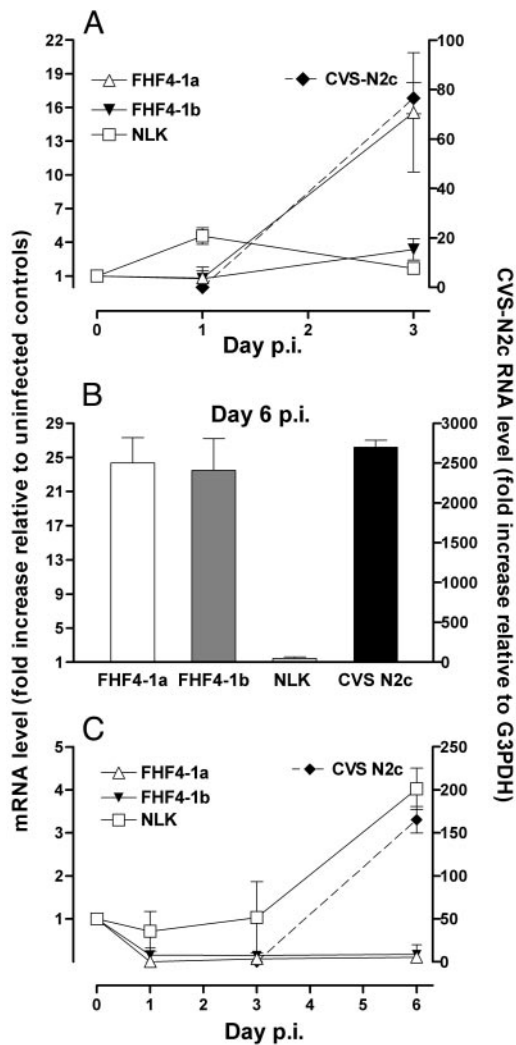 mRNA level (fold increase relative to uninfected controls)
CVS-N2c RNA level (fold increase relative to G3PDH)
A
22
19
16
13
10
7
4
1
FHF4-1a
FHF4-1b
NLK
CVS-N2c
100
80
60
40
20
0
0
1
2
3
Day p.i.
B
Day 6 p.i.
29
25
21
17
13
9
5
1
3000
2500
2000
1500
1000
500
0
FHF4-1a
FHF4-1b
NLK
CVS N2c
C
5
4
3
2
1
FHF4-1a
FHF4-1b
NLK
CVS N2c
250
200
150
100
50
0
0
1
2
3
4
5
6
Day p.i.